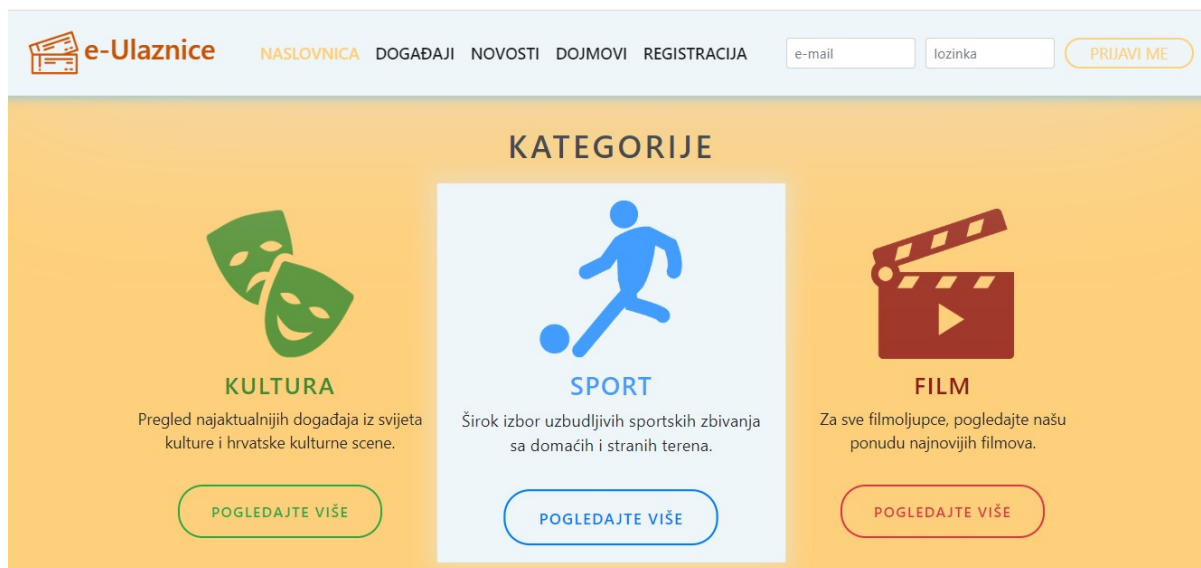 e-Ulaznice
NASLOVNICA DOGAĐAJI NOVOSTI DOJMOVI REGISTRACIJA
e-mail
lozinka
PRIJAVI ME
KATEGORIJE
KULTURA
Pregled najaktualnijih događaja iz svijeta
kulture i hrvatske kulturne scene.
POGLEDAJTE VIŠE
SPORT
Širok izbor uzbudljivih sportskih zbivanja
sa domaćih i stranih terena.
POGLEDAJTE VIŠE
FILM
Za sve filmoljupce, pogledajte našu
ponudu najnovijih filmova.
POGLEDAJTE VIŠE